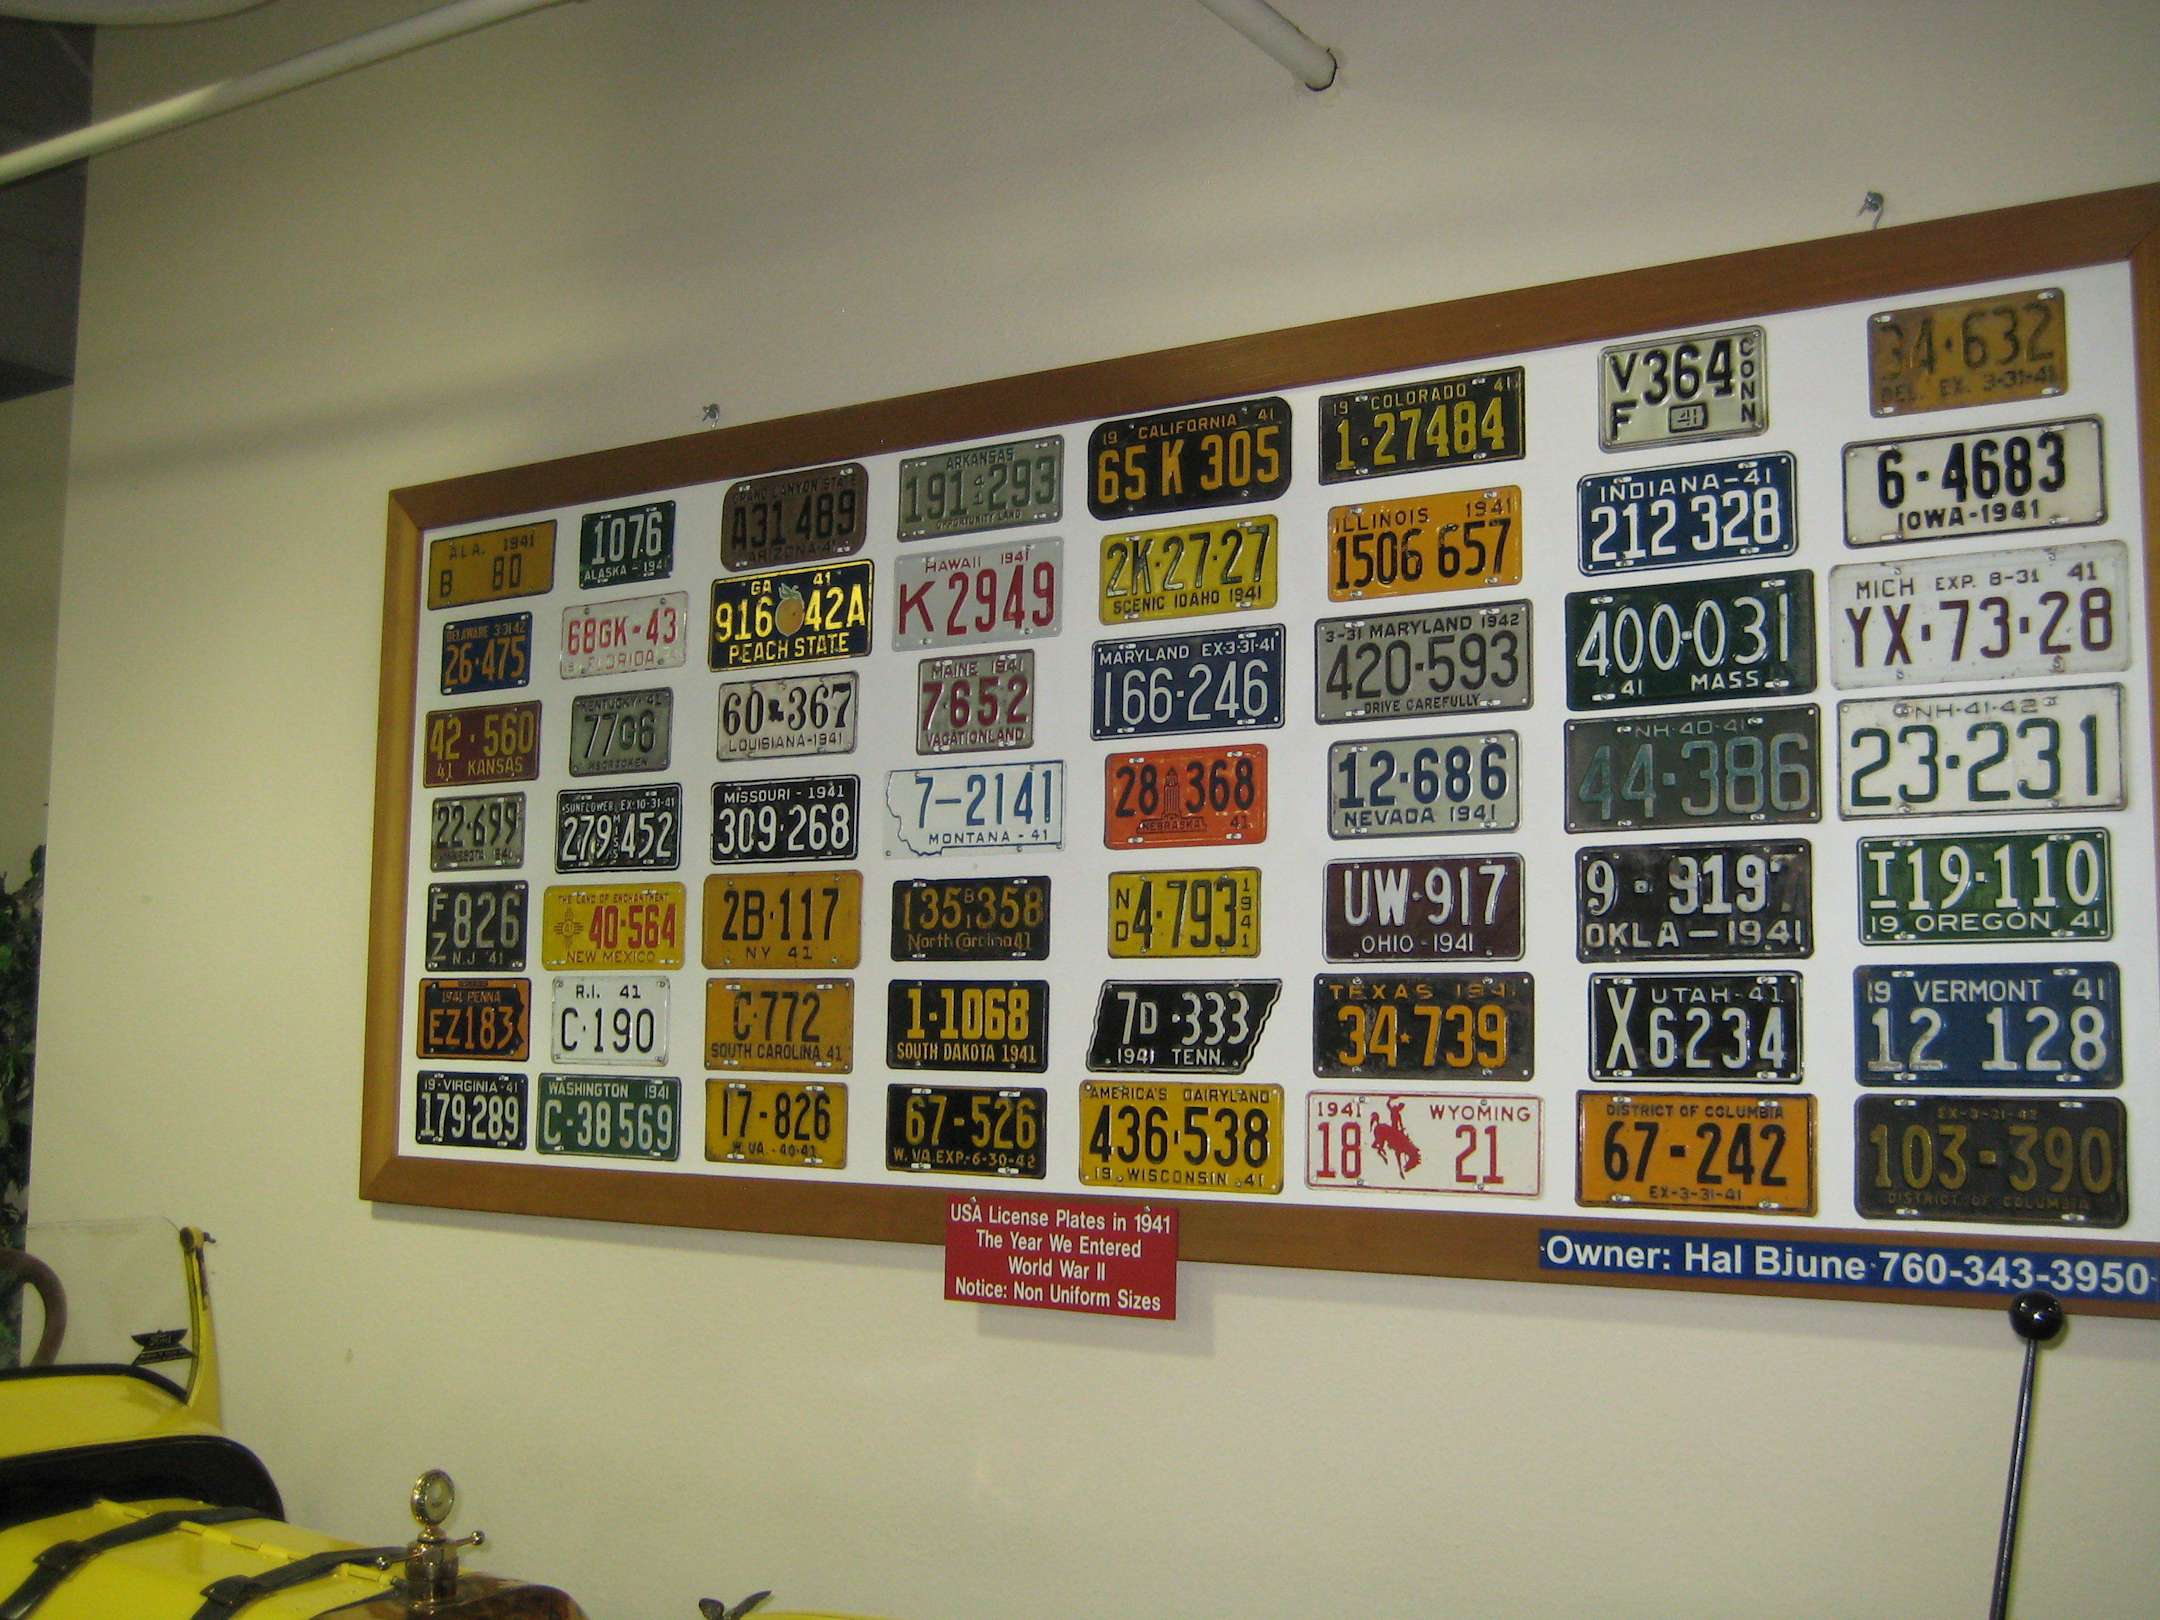 ALA. 1941
B 80
1076
ALASKA - 1941
GRAND CANYON STATE
A31 489
ARIZONA-41
ARKANSAS
191 41 293
OPPORTUNITY LAND
19 CALIFORNIA 41
65 K 305
19 COLORADO 41
1-27484
VF 364 CONN
41
34·632
DEL. EX. 3-31-41
DELAWARE 3-31-42
26·475
68GK-43
FLORIDA
GA 41
916 42A
PEACH STATE
HAWAII 1941
K 2949
2K·27·27
SCENIC IDAHO 1941
ILLINOIS 1941
1506 657
INDIANA-41
212 328
6-4683
IOWA-1941
42·560
41 KANSAS
KENTUCKY-41
77G6
60 367
LOUISIANA-1941
MAINE 1941
7652
VACATIONLAND
MARYLAND EX-3-31-41
166-246
3-31 MARYLAND 1942
420-593
DRIVE CAREFULLY
400-031
41 MASS
MICH EXP. 8-31 41
YX·73·28
22·699
SUNFLOWER EX-10-31-41
279 MISS 452
MISSOURI - 1941
309·268
7-2141
MONTANA - 41
28 368
NEBRASKA 41
12·686
NEVADA 1941
NH-40-41
44-386
NH-41-42
23·231
FZ 826
N.J. 41
THE LAND OF ENCHANTMENT
40·564
NEW MEXICO
2B·117
NY 41
135 B1 358
North Carolina 41
ND 4·793 1941
UW·917
OHIO - 1941
9 · 9197
OKLA-1941
T1 19·110
19 OREGON 41
1941 PENNA
EZ183
R.I. 41
C·190
C·772
SOUTH CAROLINA 41
1-1068
SOUTH DAKOTA 1941
7D ·333
1941 TENN.
TEXAS 1941
34★739
UTAH-41
X6234
19 VERMONT 41
12 128
19-VIRGINIA-41
179·289
WASHINGTON 1941
C·38 569
17-826
W. VA.-40-41
67-526
W. VA. EXP.-6-30-42
AMERICA'S DAIRYLAND
436·538
19 WISCONSIN 41
1941 WYOMING
18 21
DISTRICT OF COLUMBIA
67-242
EX-3-31-41
EX-3-31-42
103-390
DISTRICT OF COLUMBIA
USA License Plates in 1941
The Year We Entered
World War II
Notice: Non Uniform Sizes
Owner: Hal Bjune 760-343-3950